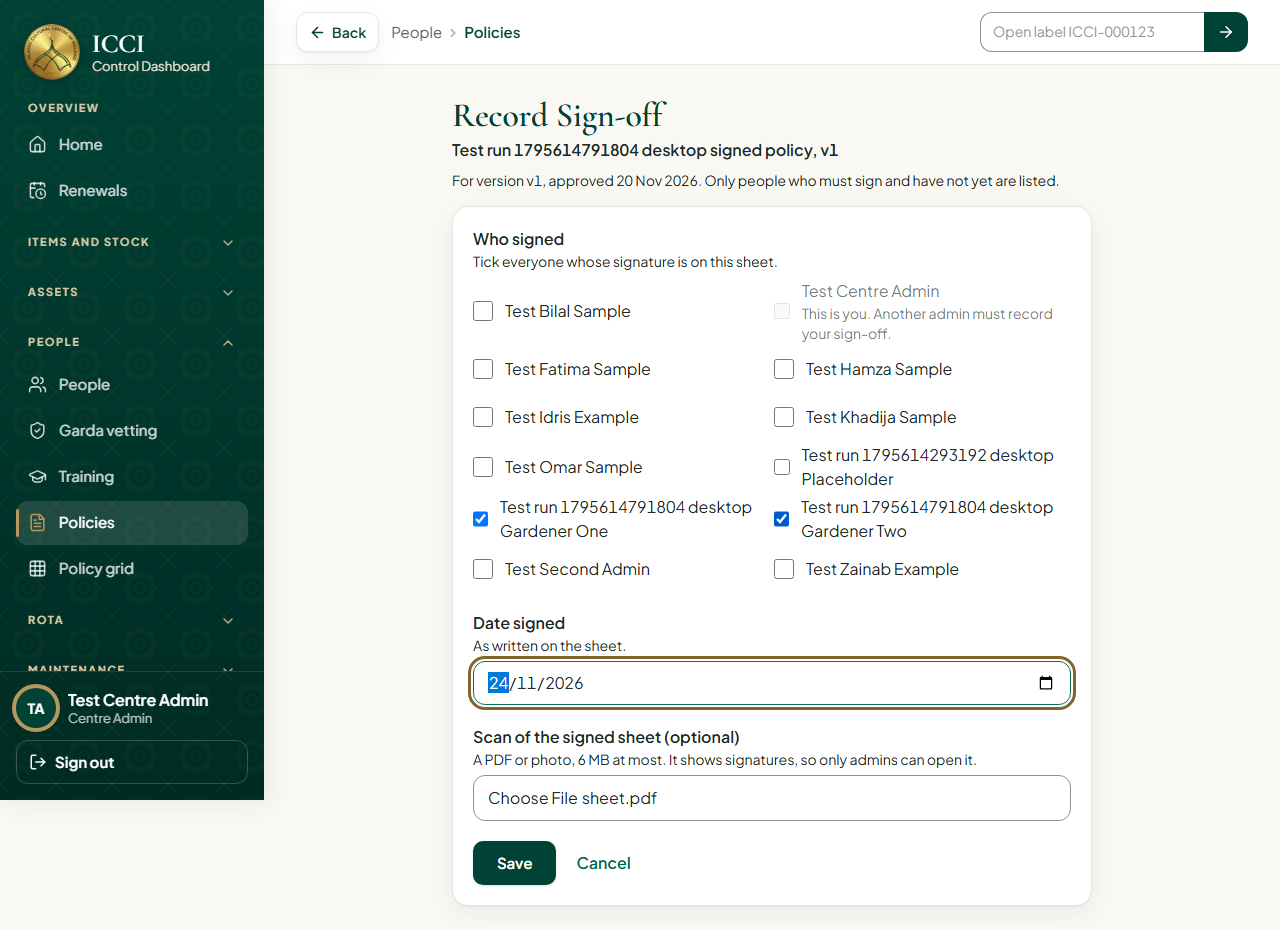 ICCI
Control Dashboard
OVERVIEW
Home
Renewals
ITEMS AND STOCK
ASSETS
PEOPLE
People
Garda vetting
Training
Policies
Policy grid
ROTA
MAINTENANCE
TA
Test Centre Admin
Centre Admin
Sign out
Back
People
Policies
Open label ICCI-000123
Record Sign-off
Test run 1795614791804 desktop signed policy, v1
For version v1, approved 20 Nov 2026. Only people who must sign and have not yet are listed.
Who signed
Tick everyone whose signature is on this sheet.
Test Bilal Sample
Test Centre Admin
This is you. Another admin must record
your sign-off.
Test Fatima Sample
Test Hamza Sample
Test Idris Example
Test Khadija Sample
Test Omar Sample
Test run 1795614293192 desktop
Placeholder
Test run 1795614791804 desktop
Gardener One
Test run 1795614791804 desktop
Gardener Two
Test Second Admin
Test Zainab Example
Date signed
As written on the sheet.
24/11/2026
Scan of the signed sheet (optional)
A PDF or photo, 6 MB at most. It shows signatures, so only admins can open it.
Choose File sheet.pdf
Save
Cancel